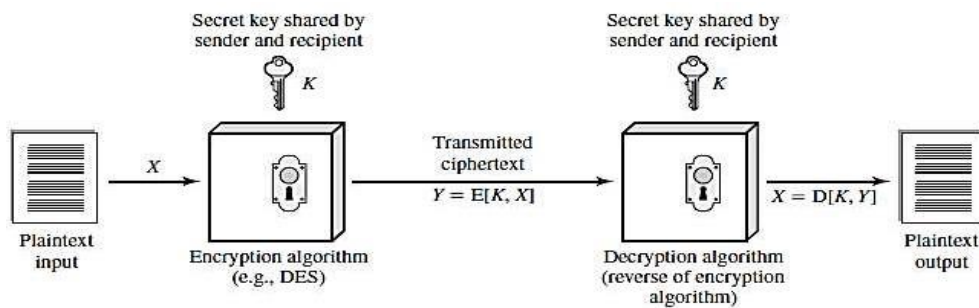 Secret key shared by
sender and recipient
K
Secret key shared by
sender and recipient
K
X
Transmitted
ciphertext
Y = E[K, X]
X = D[K, Y]
Plaintext
input
Encryption algorithm
(e.g., DES)
Decryption algorithm
(reverse of encryption
algorithm)
Plaintext
output